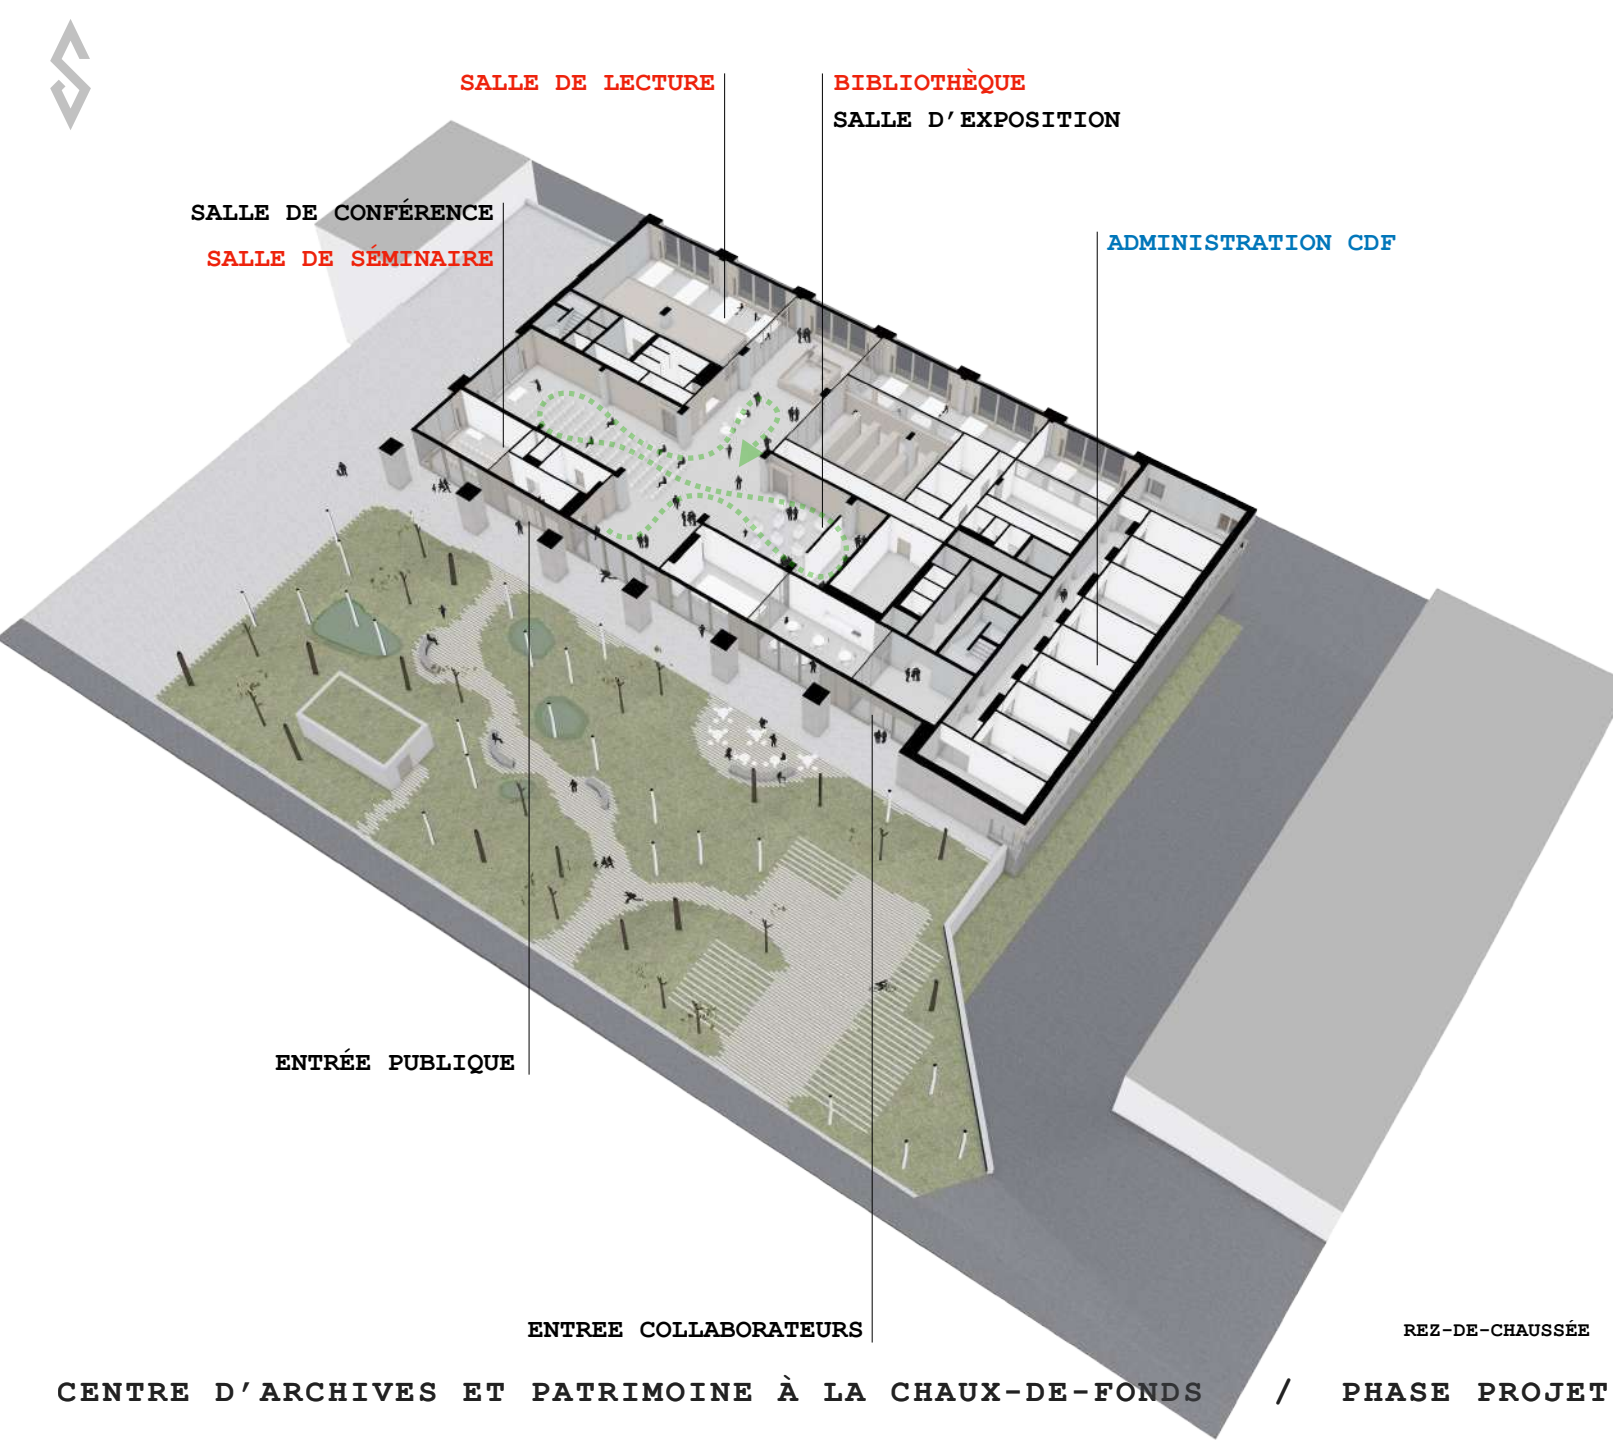 SALLE DE LECTURE
BIBLIOTHÈQUE
SALLE D'EXPOSITION
SALLE DE CONFÉRENCE
SALLE DE SÉMINAIRE
ADMINISTRATION CDF
ENTRÉE PUBLIQUE
ENTREE COLLABORATEURS
REZ-DE-CHAUSSÉE
CENTRE D'ARCHIVES ET PATRIMOINE À LA CHAUX-DE-FONDS / PHASE PROJET